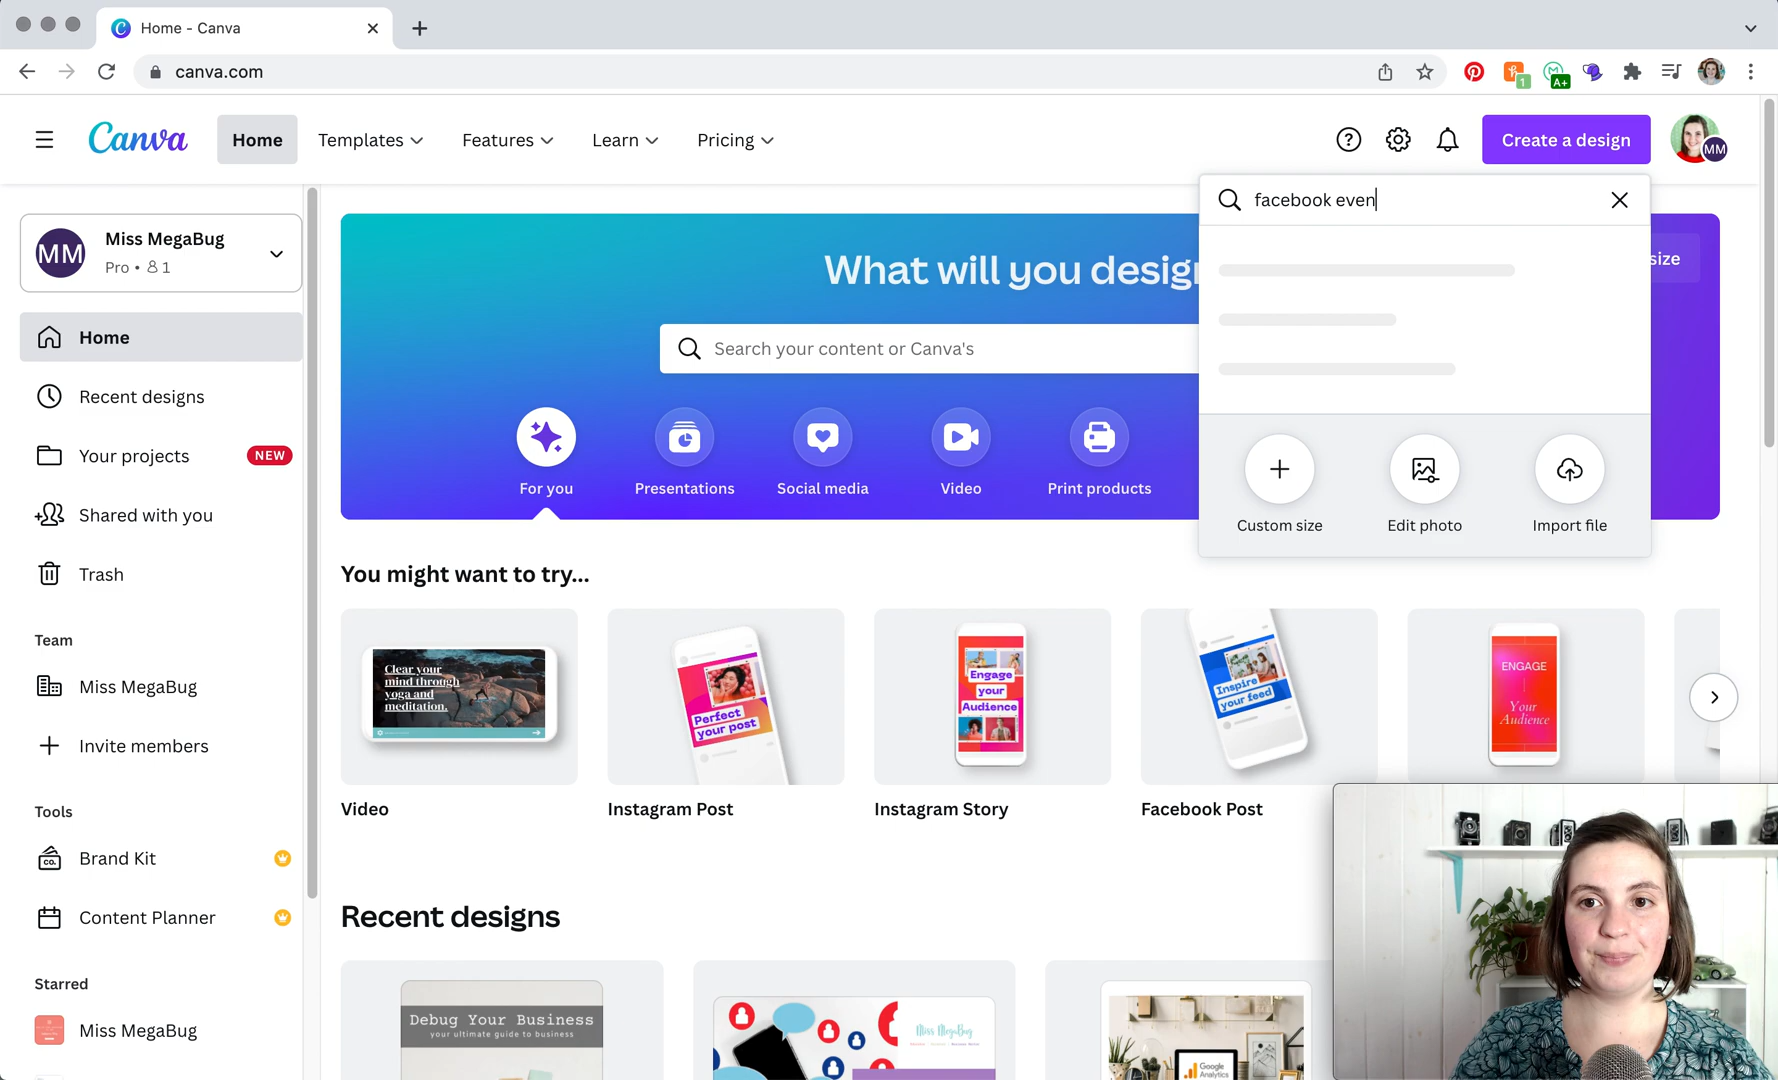 Home - Canva
canva.com
1
A+
Canva
Home
Templates
Features
Learn
Pricing
Create a design
MM
facebook even
MM
Miss MegaBug
Pro • 1
size
What will you design
Search your content or Canva's
Home
Recent designs
Your projects
NEW
Shared with you
Trash
For you
Presentations
Social media
Video
Print products
Custom size
Edit photo
Import file
You might want to try...
Team
Miss MegaBug
Invite members
Clear your
mind through
yoga and
meditation.
Perfect
your post
Engage
your
Audience
Inspire
your feed
ENGAGE
Your
Audience
Video
Instagram Post
Instagram Story
Facebook Post
Tools
Brand Kit
CO.
Content Planner
Recent designs
Starred
Miss MegaBug
Debug Your Business
your ultimate guide to business
Miss MegaBug
Google
Analytics